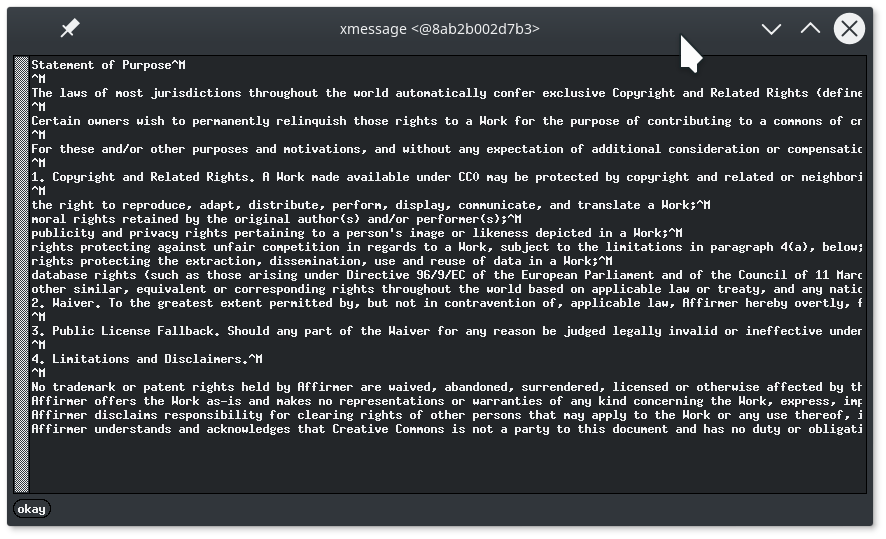 xmessage <@8ab2b002d7b3>
Statement of Purpose^M
^M
The laws of most jurisdictions throughout the world automatically confer exclusive Copyright and Related Rights (define
^M
Certain owners wish to permanently relinquish those rights to a Work for the purpose of contributing to a commons of cr
^M
For these and/or other purposes and motivations, and without any expectation of additional consideration or compensatio
^M
1. Copyright and Related Rights. A Work made available under CC0 may be protected by copyright and related or neighbori
^M
the right to reproduce, adapt, distribute, perform, display, communicate, and translate a Work;^M
moral rights retained by the original author(s) and/or performer(s);^M
publicity and privacy rights pertaining to a person's image or likeness depicted in a Work;^M
rights protecting against unfair competition in regards to a Work, subject to the limitations in paragraph 4(a), below;
rights protecting the extraction, dissemination, use and reuse of data in a Work;^M
database rights (such as those arising under Directive 96/9/EC of the European Parliament and of the Council of 11 Marc
other similar, equivalent or corresponding rights throughout the world based on applicable law or treaty, and any natio
2. Waiver. To the greatest extent permitted by, but not in contravention of, applicable law, Affirmer hereby overtly, f
^M
3. Public License Fallback. Should any part of the Waiver for any reason be judged legally invalid or ineffective under
^M
4. Limitations and Disclaimers.^M
^M
No trademark or patent rights held by Affirmer are waived, abandoned, surrendered, licensed or otherwise affected by th
Affirmer offers the Work as-is and makes no representations or warranties of any kind concerning the Work, express, imp
Affirmer disclaims responsibility for clearing rights of other persons that may apply to the Work or any use thereof, i
Affirmer understands and acknowledges that Creative Commons is not a party to this document and has no duty or obligati
okay